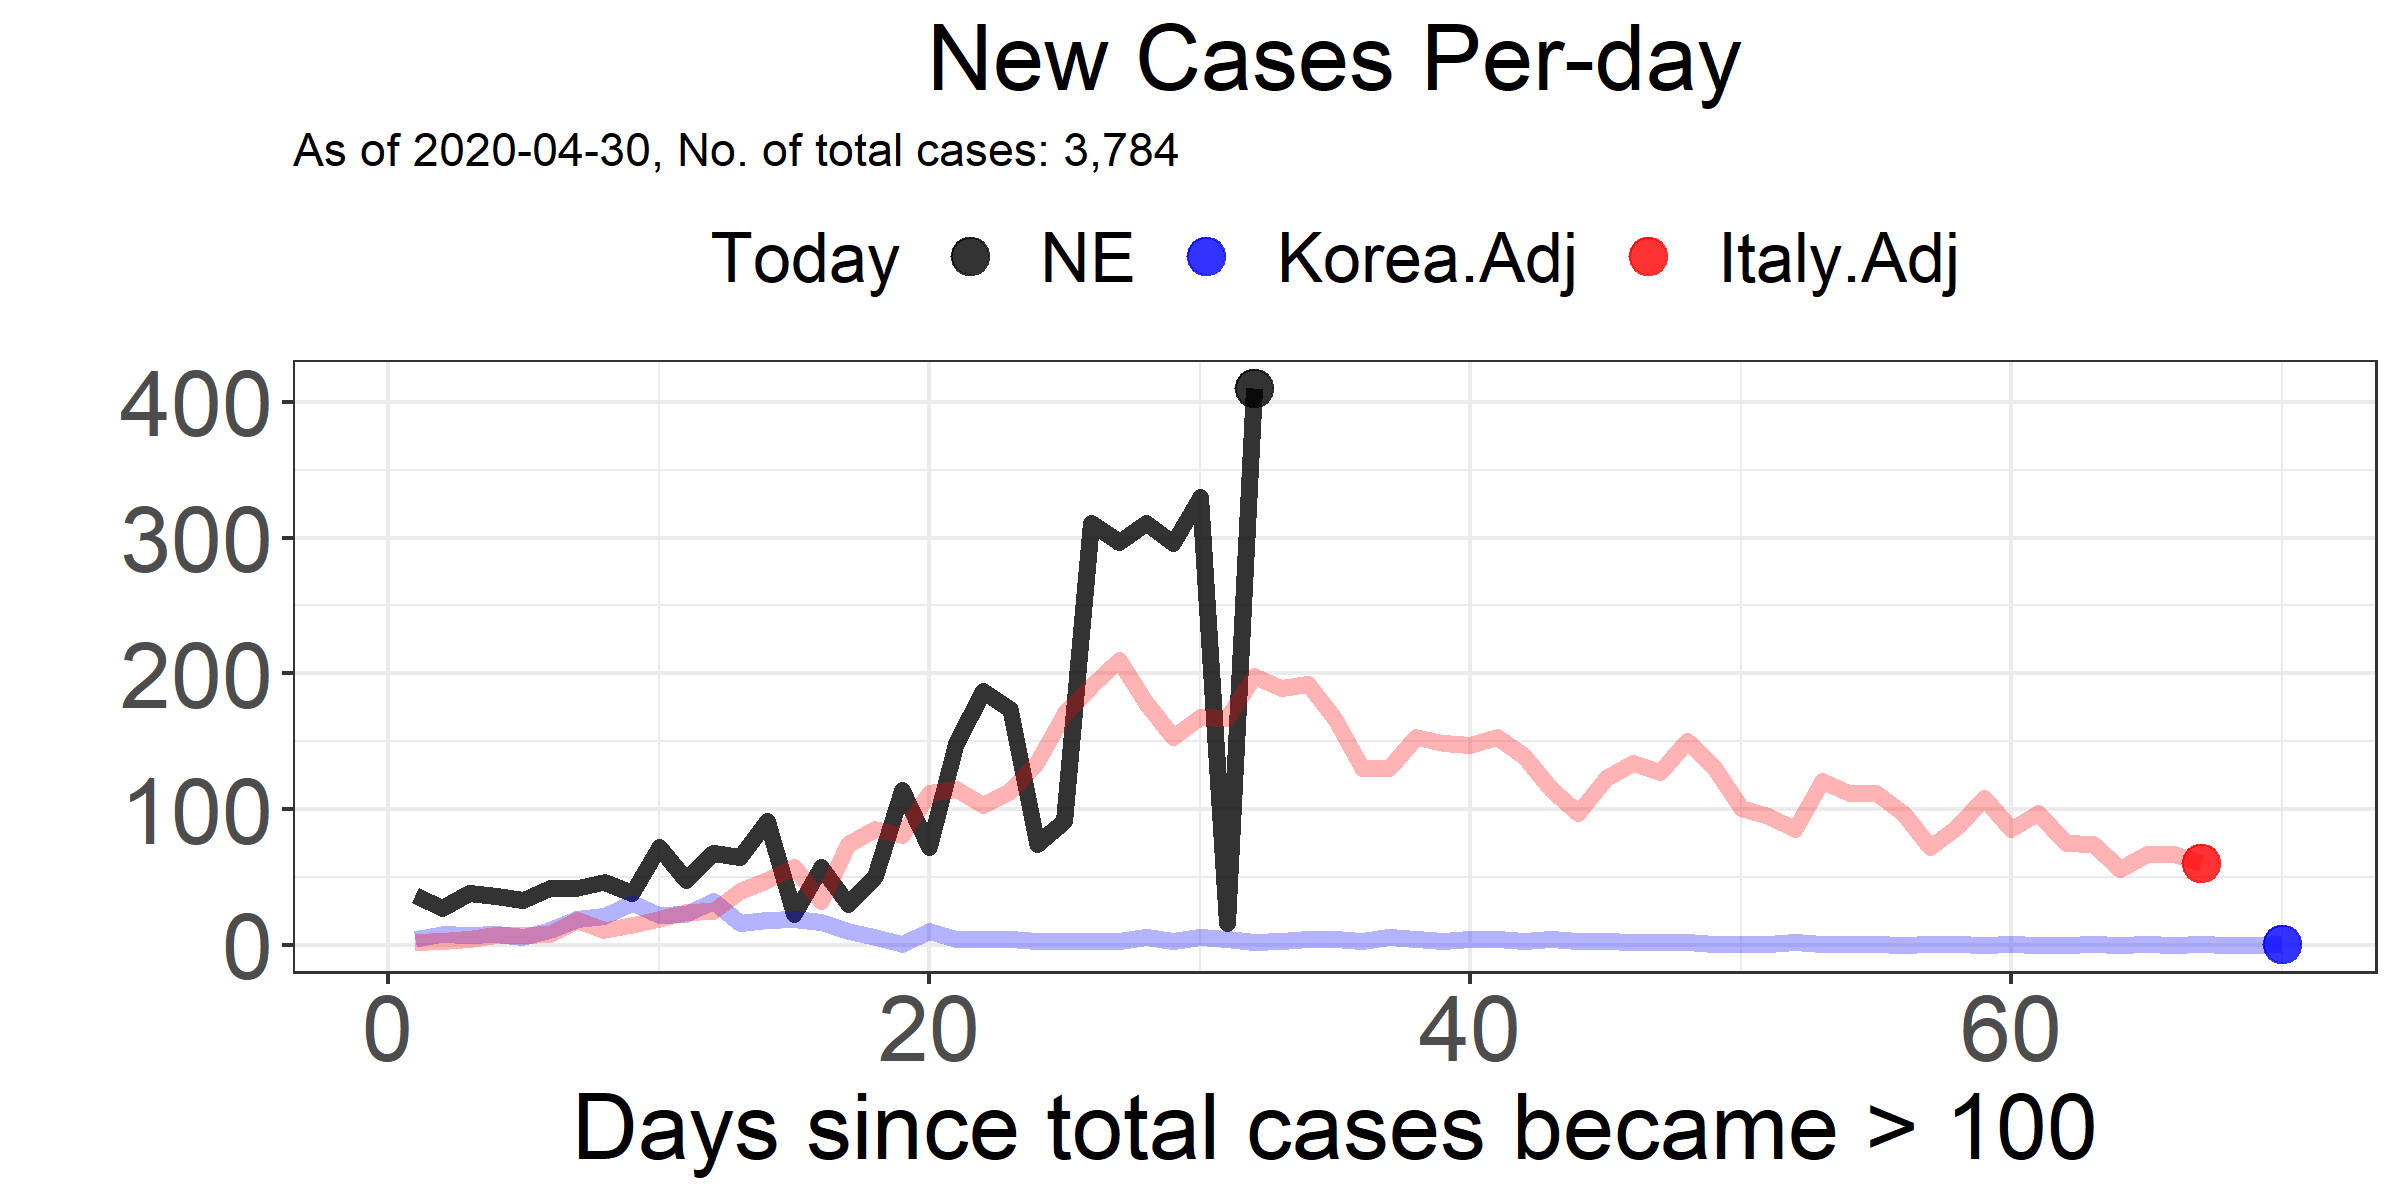 New Cases Per-day
As of 2020-04-30, No. of total cases: 3,784
Today NE Korea.Adj Italy.Adj
400
300
200
100
0
0 20 40 60
Days since total cases became > 100